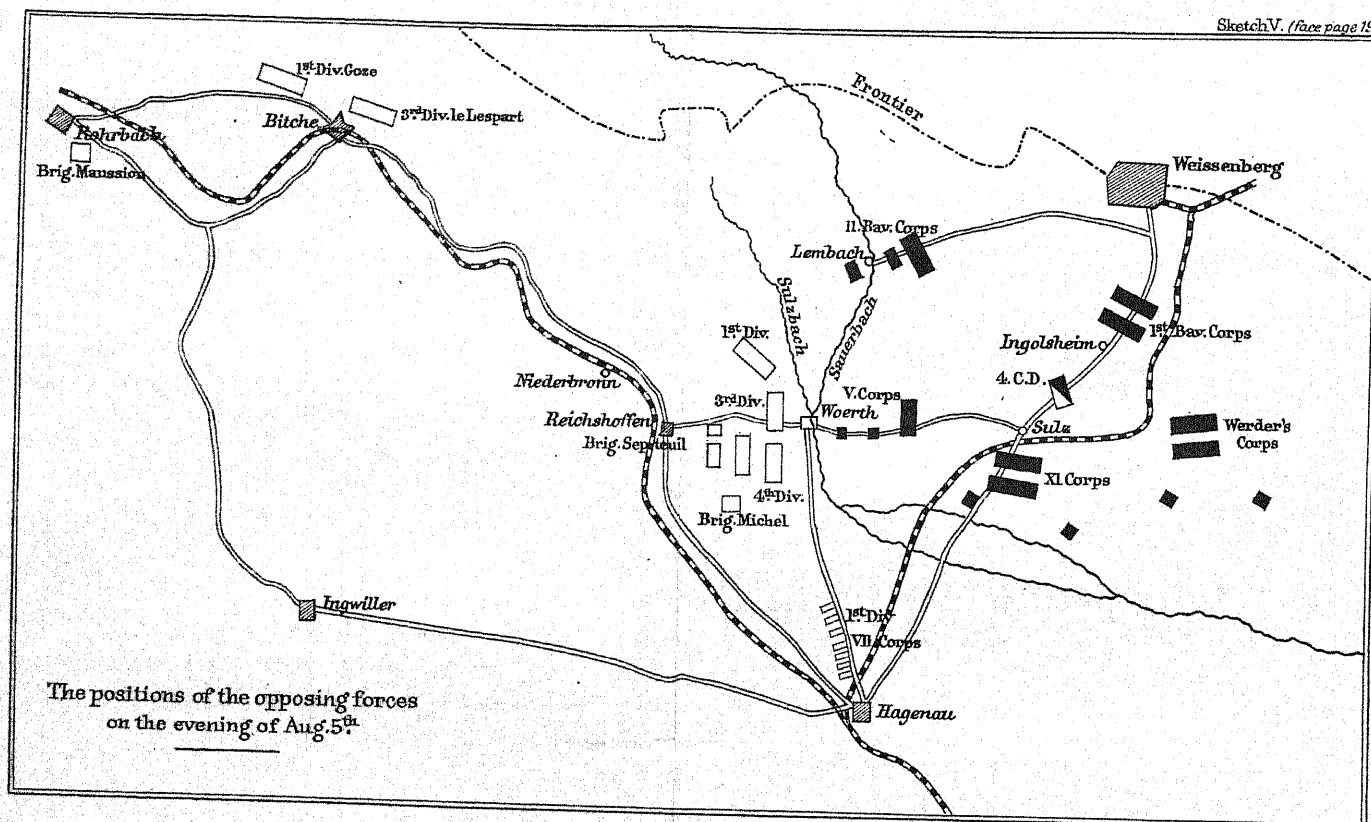 Sketch V. (face page 19
1st Div. Goze
3rd Div. le Lespart
Frontier
Bitche
Rohrbach
Brig. Maussion
Weissenberg
II. Bav. Corps
Lembach
Sulzbach
Sauerbach
1st Bav. Corps
Ingolsheim
1st Div.
4. C.D.
Niederbronn
3rd Div.
V. Corps
Woerth
Reichshoffen
Brig. Septeuil
Sulz
Werder's
Corps
XI. Corps
4th Div.
Brig. Michel
1st Div
VII. Corps
Ingwiller
Hagenau
The positions of the opposing forces
on the evening of Aug. 5th.